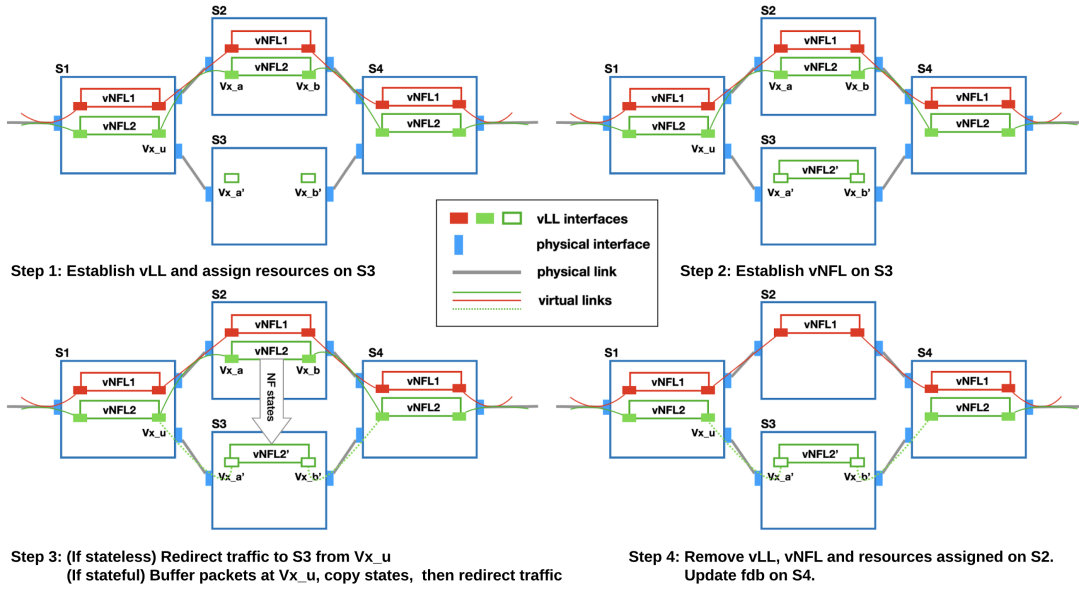 S2
vNFL1
vNFL2
Vx_a
Vx_b
S1
vNFL1
vNFL2
Vx_u
S4
vNFL1
vNFL2
S3
Vx_a'
Vx_b'
Step 1: Establish vLL and assign resources on S3
S2
vNFL1
vNFL2
Vx_a
Vx_b
S1
vNFL1
vNFL2
Vx_u
S4
vNFL1
vNFL2
S3
vNFL2'
Vx_a'
Vx_b'
Step 2: Establish vNFL on S3
vLL interfaces
physical interface
physical link
virtual links
S2
vNFL1
vNFL2
Vx_a
Vx_b
S1
vNFL1
vNFL2
Vx_u
S4
vNFL1
vNFL2
NF states
S3
vNFL2'
Vx_a'
Vx_b'
Step 3: (If stateless) Redirect traffic to S3 from Vx_u
(If stateful) Buffer packets at Vx_u, copy states, then redirect traffic
S2
vNFL1
S1
vNFL1
vNFL2
Vx_u
S4
vNFL1
vNFL2
S3
vNFL2'
Vx_a'
Vx_b'
Step 4: Remove vLL, vNFL and resources assigned on S2.
Update fdb on S4.